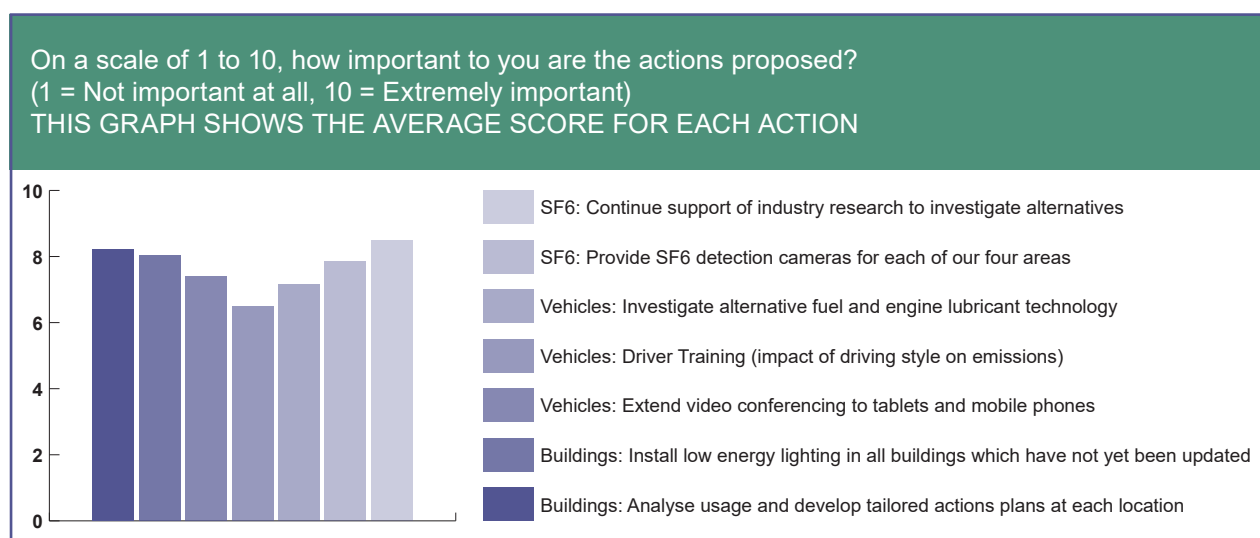 On a scale of 1 to 10, how important to you are the actions proposed?
(1 = Not important at all, 10 = Extremely important)
THIS GRAPH SHOWS THE AVERAGE SCORE FOR EACH ACTION
10
8
6
4
2
0
SF6: Continue support of industry research to investigate alternatives
SF6: Provide SF6 detection cameras for each of our four areas
Vehicles: Investigate alternative fuel and engine lubricant technology
Vehicles: Driver Training (impact of driving style on emissions)
Vehicles: Extend video conferencing to tablets and mobile phones
Buildings: Install low energy lighting in all buildings which have not yet been updated
Buildings: Analyse usage and develop tailored actions plans at each location